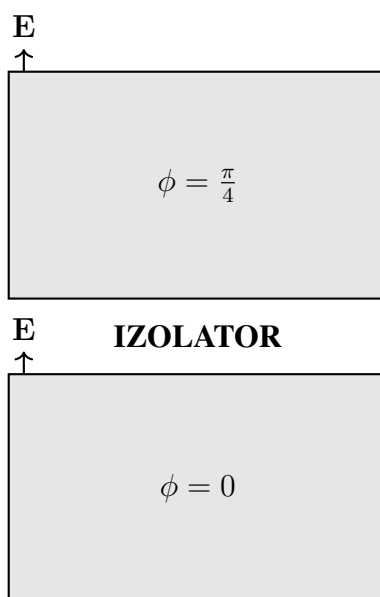 E
ϕ = π/4
E
IZOLATOR
ϕ = 0